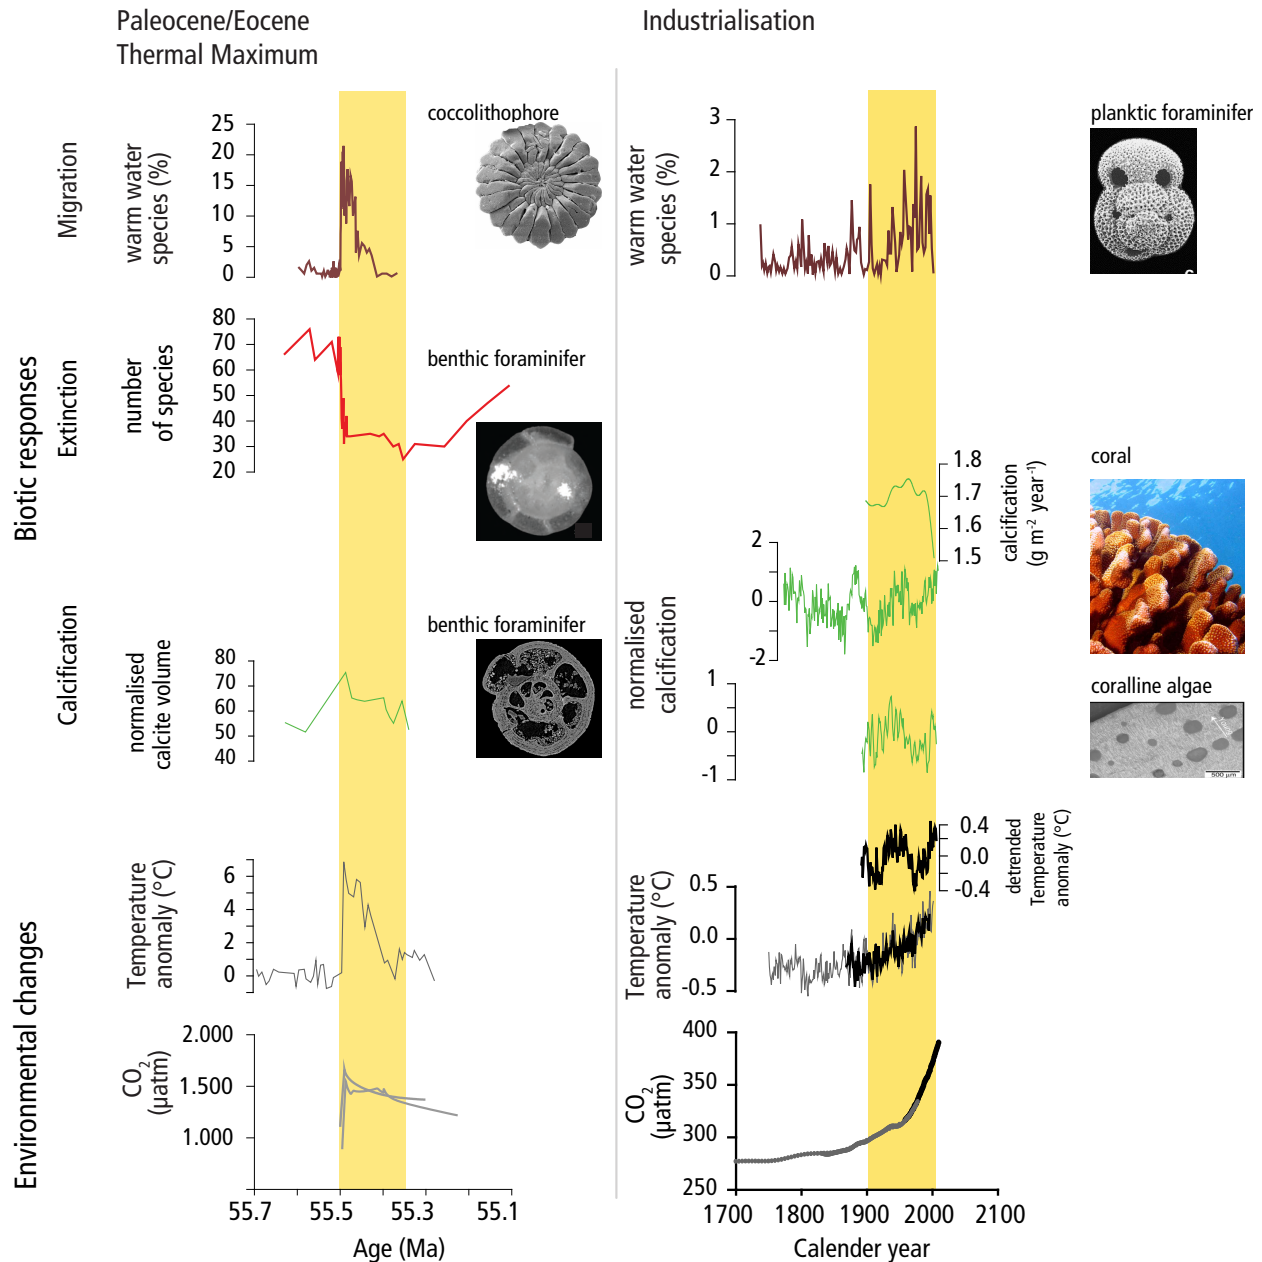 Paleocene/Eocene
Thermal Maximum
Industrialisation
Biotic responses
Environmental changes
Migration
warm water
species (%)
25
20
15
10
5
0
coccolithophore
warm water
species (%)
3
2
1
0
planktic foraminifer
Extinction
number
of species
80
70
60
50
40
30
20
benthic foraminifer
1.8
1.7
1.6
1.5
calcification
(g m-2 year-1)
coral
Calcification
normalised
calcite volume
80
70
60
50
40
benthic foraminifer
normalised
calcification
2
0
-2
1
0
-1
coralline algae
500 µm
Temperature
anomaly (°C)
6
4
2
0
0.4
0.0
-0.4
detrended
Temperature
anomaly (°C)
Temperature
anomaly (°C)
0.5
0.0
-0.5
CO2
(µatm)
2.000
1.500
1.000
CO2
(µatm)
400
350
300
250
55.7
55.5
55.3
55.1
Age (Ma)
1700
1800
1900
2000
2100
Calender year